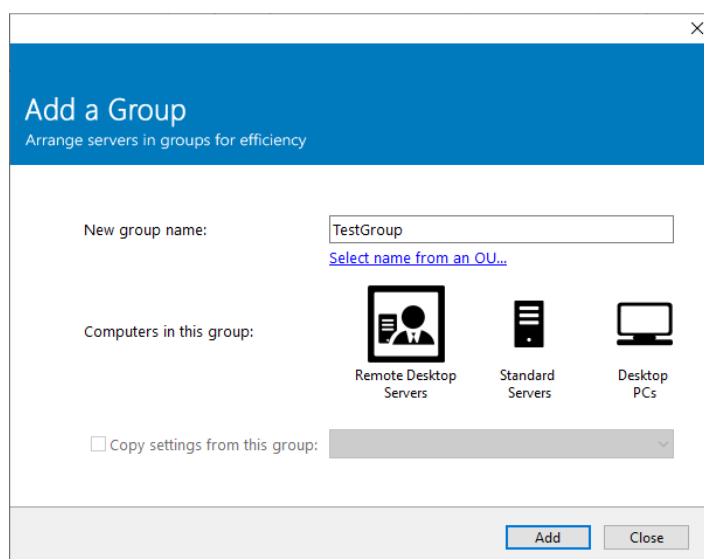 Add a Group
Arrange servers in groups for efficiency
New group name:
TestGroup
Select name from an OU...
Computers in this group:
Remote Desktop
Servers
Standard
Servers
Desktop
PCs
Copy settings from this group:
Add
Close